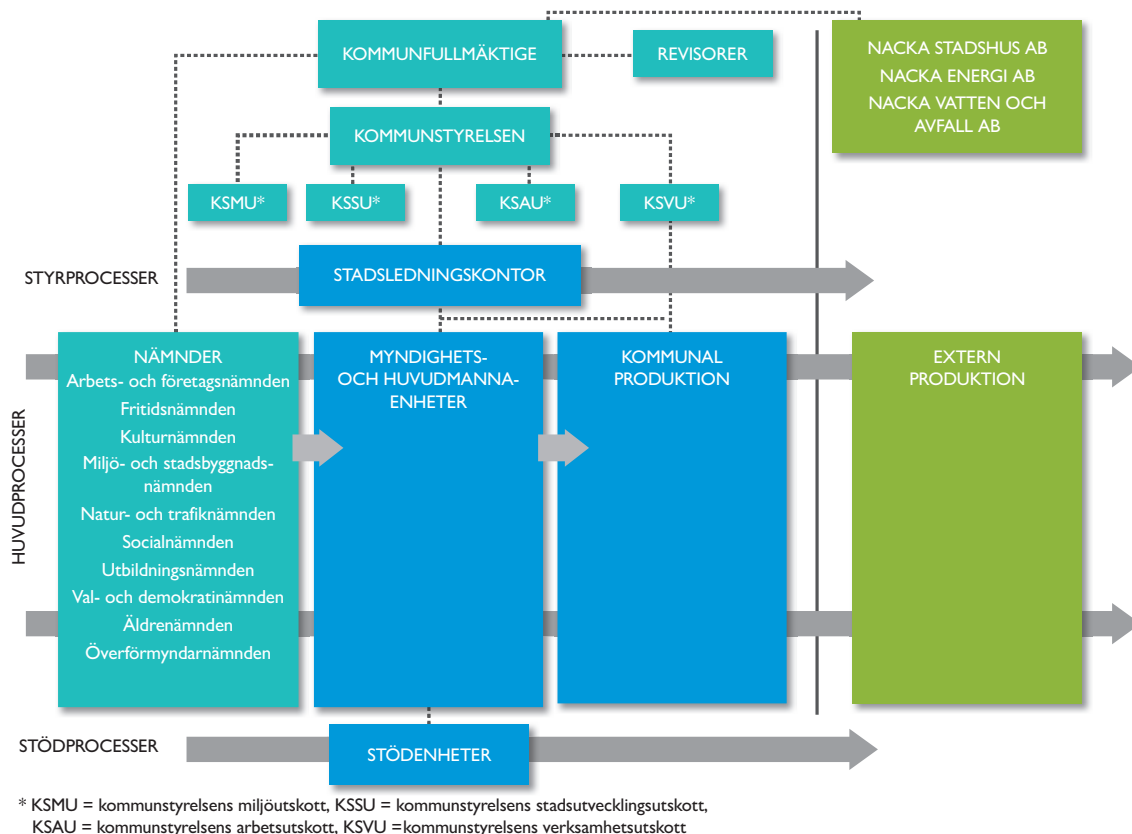 KOMMUNFULLMÄKTIGE
REVISORER
NACKA STADSHUS AB
NACKA ENERGI AB
NACKA VATTEN OCH
AVFALL AB
KOMMUNSTYRELSEN
KSMU*
KSSU*
KSAU*
KSVU*
STYRPROCESSER
STADSLEDNINGSKONTOR
HUVUDPROCESSER
NÄMNDER
Arbets- och företagsnämnden
Fritidsnämnden
Kulturnämnden
Miljö- och stadsbyggnads-
nämnden
Natur- och trafiknämnden
Socialnämnden
Utbildningsnämnden
Val- och demokratinämnden
Äldrenämnden
Överförmyndarnämnden
MYNDIGHETS-
OCH HUVUDMANNA-
ENHETER
KOMMUNAL
PRODUKTION
EXTERN
PRODUKTION
STÖDPROCESSER
STÖDENHETER
* KSMU = kommunstyrelsens miljöutskott, KSSU = kommunstyrelsens stadsutvecklingsutskott,
KSAU = kommunstyrelsens arbetsutskott, KSVU =kommunstyrelsens verksamhetsutskott